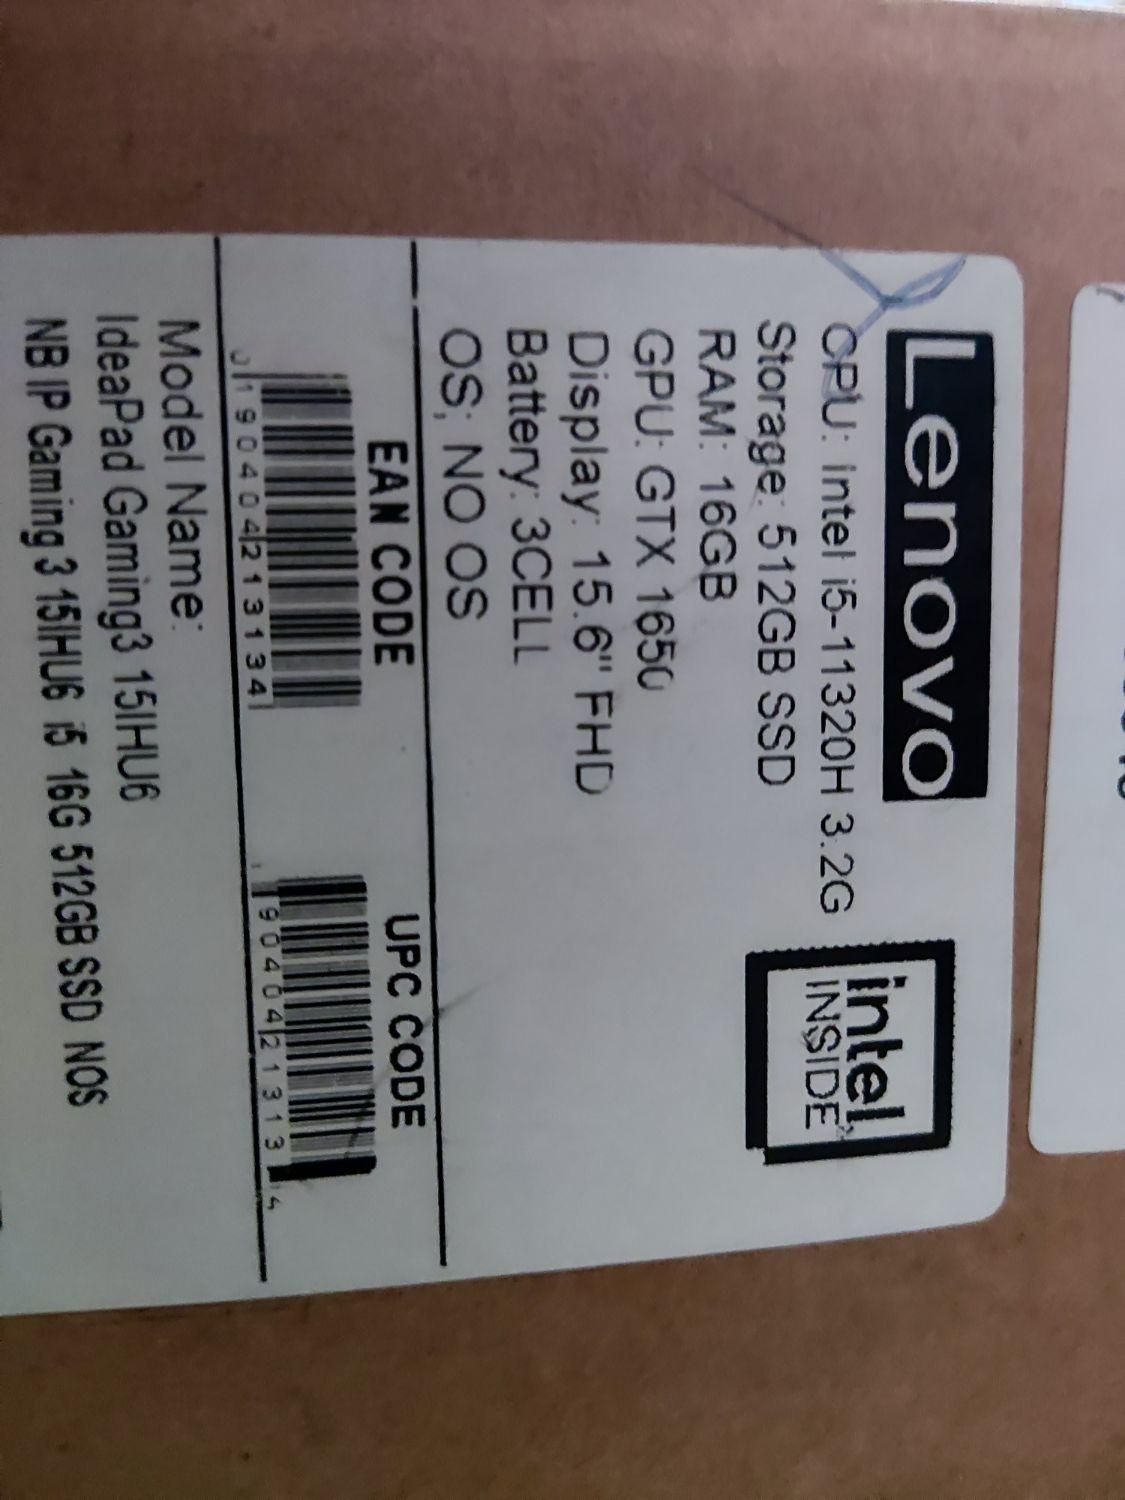 Lenovo
CPU: Intel i5-11320H 3.2G
Storage: 512GB SSD
RAM: 16GB
GPU: GTX 1650
Display: 15.6" FHD
Battery: 3CELL
OS; NO OS
intel
INSIDE
EAN CODE
0190404213134
UPC CODE
190404213134
Model Name:
IdeaPad Gaming3 15IHU6
NB IP Gaming 3 15IHU6 i5 16G 512GB SSD NOS